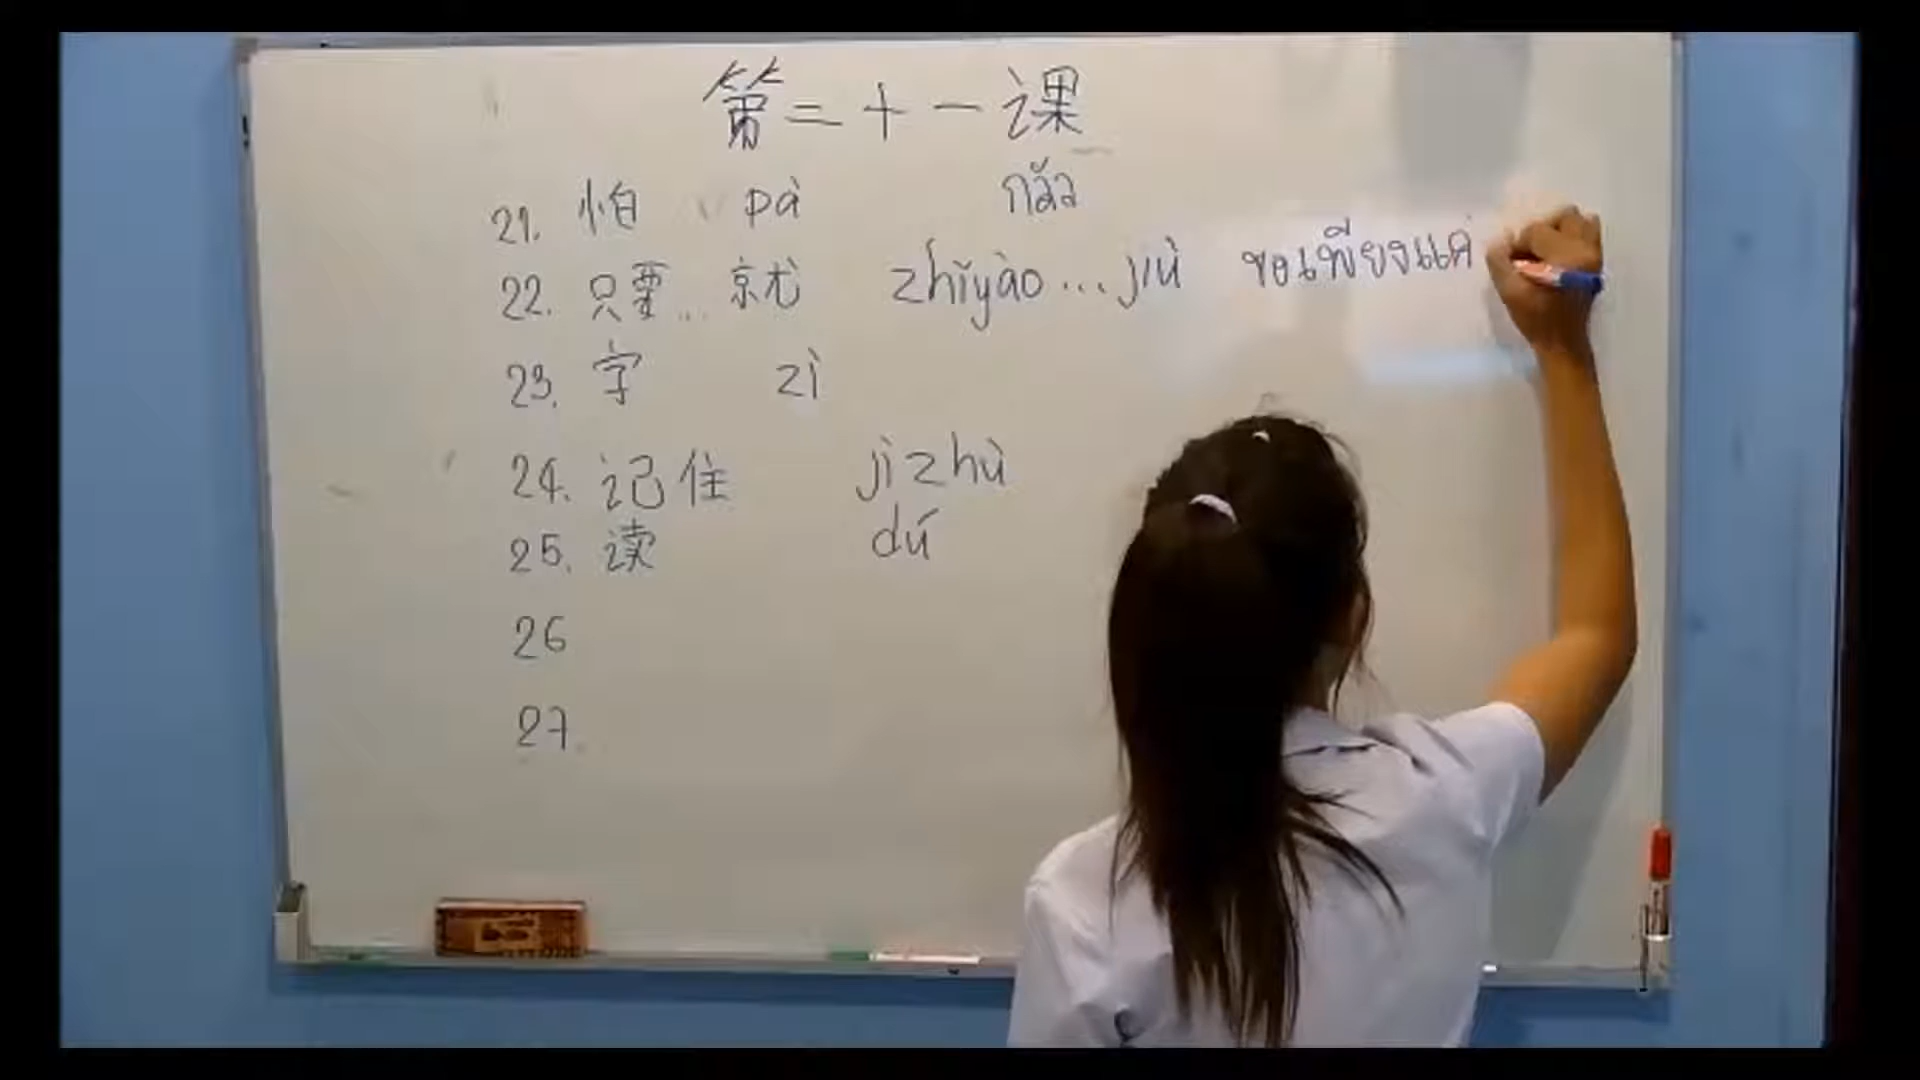 第二十一课
21. 怕 pà กลัว
22. 只要... 就 zhǐyào...jiù ขอเพียงแค่
23. 字 zì
24. 记住 jìzhù
25. 读 dú
26
27.